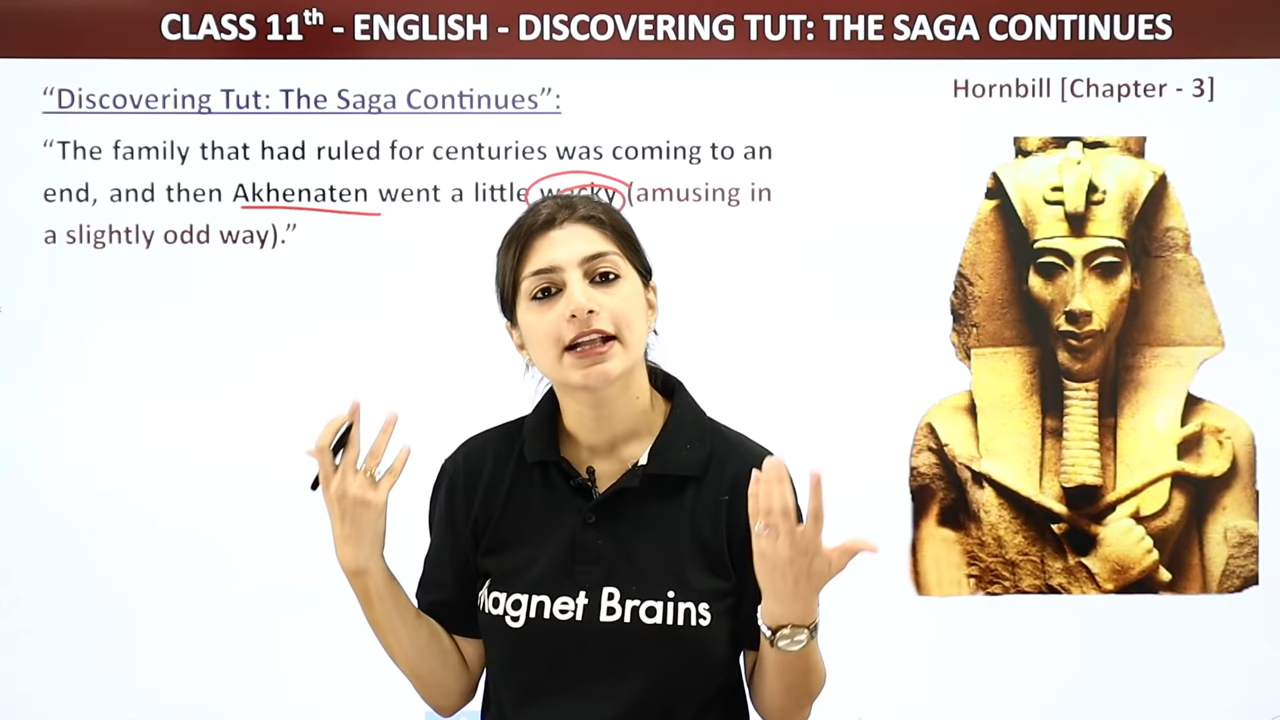 CLASS 11th - ENGLISH - DISCOVERING TUT: THE SAGA CONTINUES
“Discovering Tut: The Saga Continues”:
Hornbill [Chapter - 3]
“The family that had ruled for centuries was coming to an
end, and then Akhenaten went a little wacky (amusing in
a slightly odd way).”
Magnet Brains